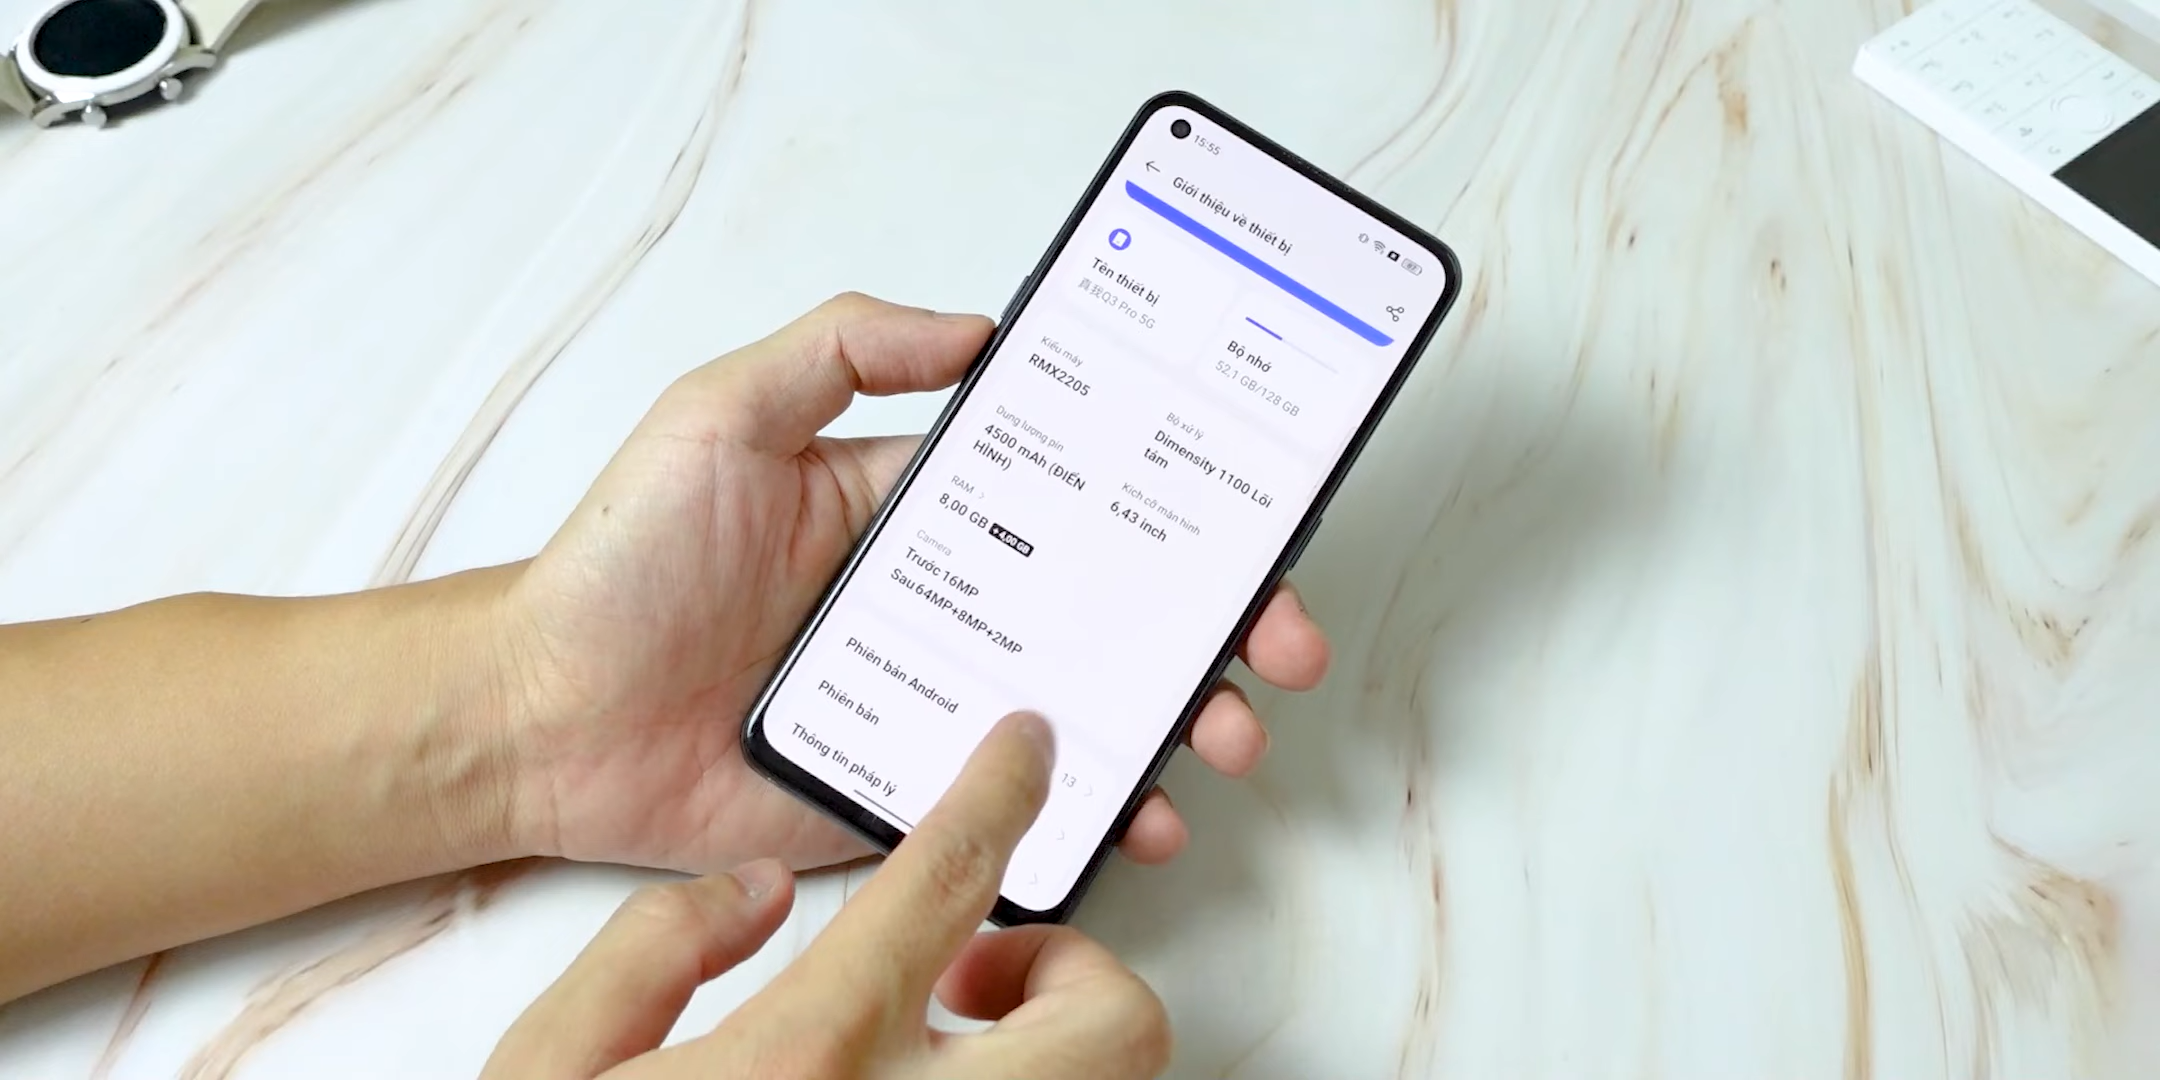 15:55
87
Giới thiệu về thiết bị
Tên thiết bị
真我Q3 Pro 5G
Bộ nhớ
52,1 GB/128 GB
Kiểu máy
RMX2205
Bộ xử lý
Dimensity 1100 Lõi
tám
Dung lượng pin
4500 mAh (ĐIỂN
HÌNH)
Kích cỡ màn hình
6,43 inch
RAM
8,00 GB +4,00 GB
Camera
Trước 16MP
Sau 64MP+8MP+2MP
Phiên bản Android
13
Phiên bản
Thông tin pháp lý